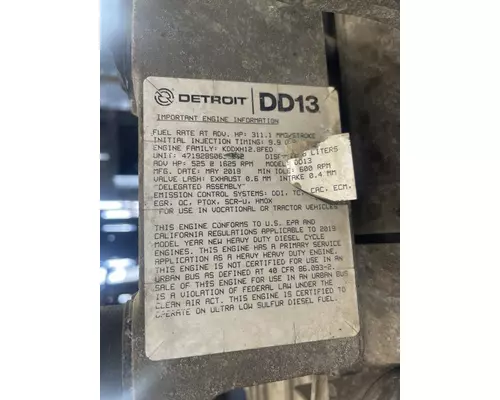 DETROIT DD13
IMPORTANT ENGINE INFORMATION
FUEL RATE AT ADV. HP: 311.1 MM3/STROKE
INITIAL INJECTION TIMING: 9.9
ENGINE FAMILY: KDDXH12.8FED
UNIT: LITERS
ADV HP: 525 @ 1625 RPM MODEL: DD13
MFG. DATE: MAY 2019 MIN IDLE: 600 RPM
VALVE LASH: EXHAUST 0.6 MM INTAKE 0.4 MM
"DELEGATED ASSEMBLY"
EMISSION CONTROL SYSTEMS: DDI, TC, CAC, ECM,
EGR, OC, PTOX, SCR-U, AMOX
"FOR USE IN VOCATIONAL OR TRACTOR VEHICLES
THIS ENGINE CONFORMS TO U.S. EPA AND
CALIFORNIA REGULATIONS APPLICABLE TO 2019
MODEL YEAR NEW HEAVY DUTY DIESEL CYCLE
ENGINES. THIS ENGINE HAS A PRIMARY SERVICE
APPLICATION AS A HEAVY HEAVY DUTY ENGINE.
THIS ENGINE IS NOT CERTIFIED FOR USE IN AN
URBAN BUS AS DEFINED AT 40 CFR 86.093-2.
SALE OF THIS ENGINE FOR USE IN AN URBAN BUS
IS A VIOLATION OF FEDERAL LAW UNDER THE
CLEAN AIR ACT. THIS ENGINE IS CERTIFIED TO
OPERATE ON ULTRA LOW SULFUR DIESEL FUEL.